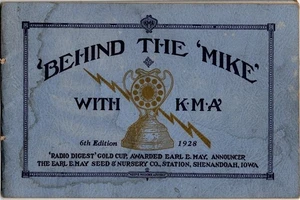 'BEHIND THE 'MIKE'
WITH K·M·A'
6th Edition 1928
'RADIO DIGEST' GOLD CUP, AWARDED EARL E. MAY, ANNOUNCER
THE EARL E. MAY SEED & NURSERY CO., STATION, SHENANDOAH, IOWA